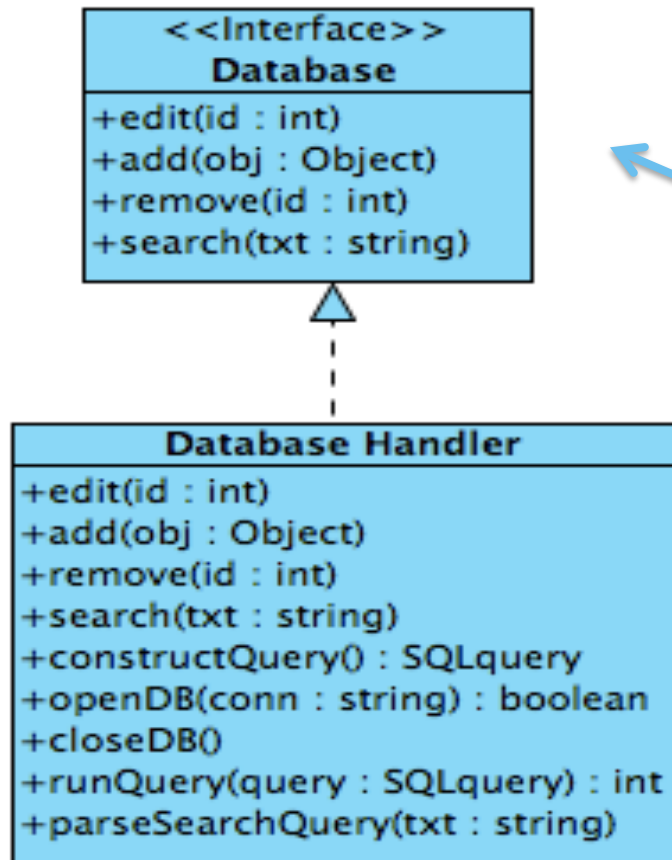 <<Interface>>
Database
+edit(id : int)
+add(obj : Object)
+remove(id : int)
+search(txt : string)
Database Handler
+edit(id : int)
+add(obj : Object)
+remove(id : int)
+search(txt : string)
+constructQuery() : SQLquery
+openDB(conn : string) : boolean
+closeDB()
+runQuery(query : SQLquery) : int
+parseSearchQuery(txt : string)